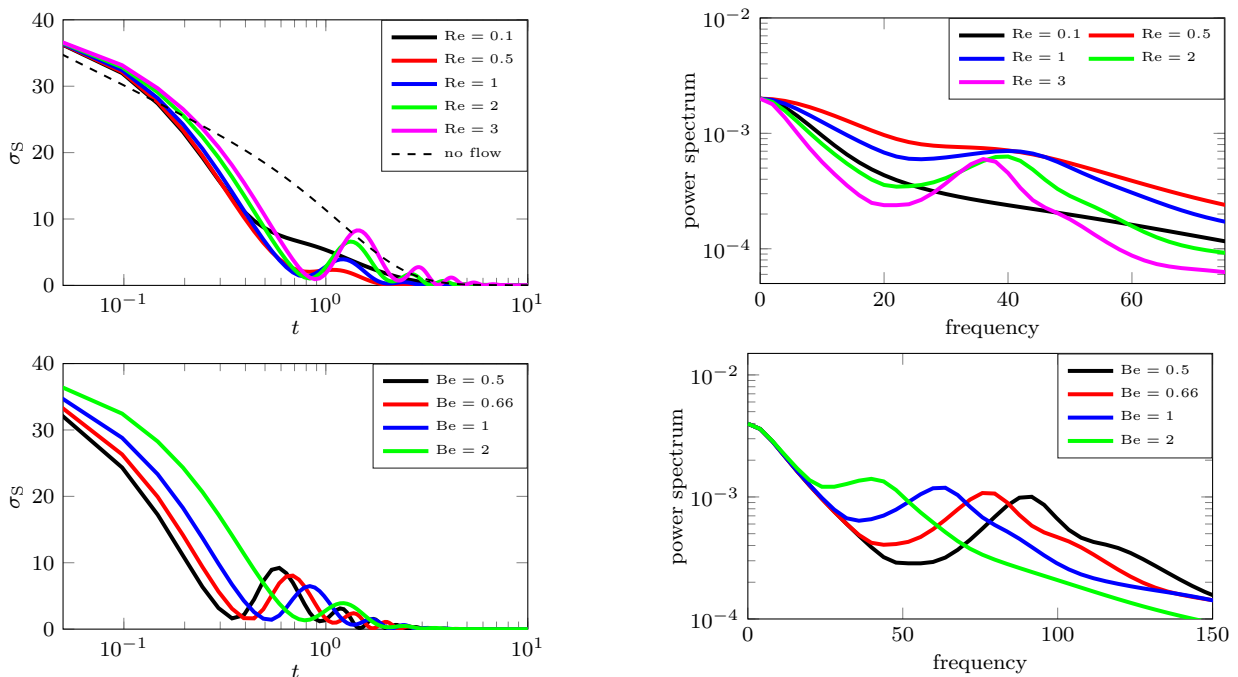 40
30
20
10
0
σS
10−1
100
101
t
Re = 0.1
Re = 0.5
Re = 1
Re = 2
Re = 3
no flow
10−2
10−3
10−4
power spectrum
0
20
40
60
frequency
Re = 0.1 Re = 0.5
Re = 1 Re = 2
Re = 3
40
30
20
10
0
σS
10−1
100
101
t
Be = 0.5
Be = 0.66
Be = 1
Be = 2
10−2
10−3
10−4
power spectrum
0
50
100
150
frequency
Be = 0.5
Be = 0.66
Be = 1
Be = 2